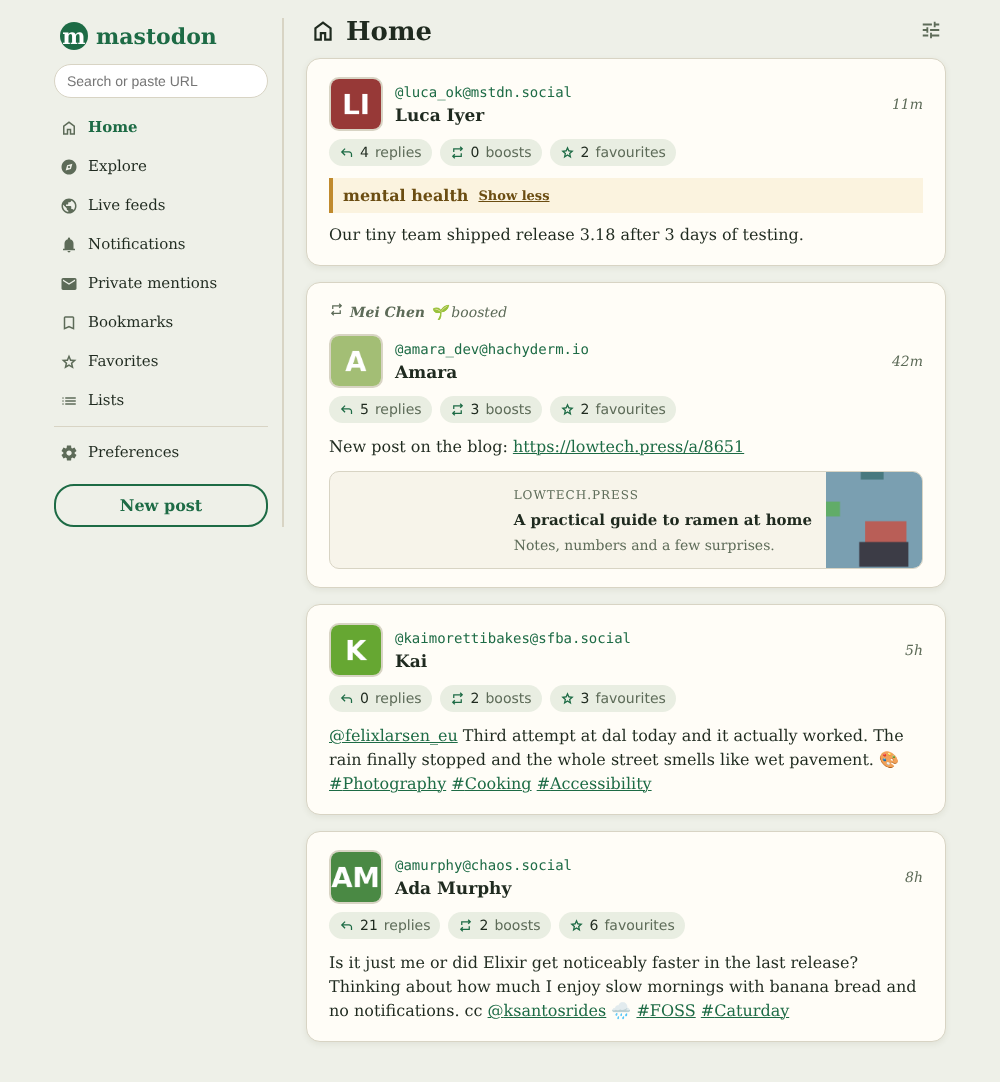 mastodon
Search or paste URL
Home
Explore
Live feeds
Notifications
Private mentions
Bookmarks
Favorites
Lists
Preferences
New post
Home
LI
@luca_ok@mstdn.social
Luca Iyer
11m
4 replies
0 boosts
2 favourites
mental health Show less
Our tiny team shipped release 3.18 after 3 days of testing.
Mei Chen 🌱 boosted
A
@amara_dev@hachyderm.io
Amara
42m
5 replies
3 boosts
2 favourites
New post on the blog: https://lowtech.press/a/8651
LOWTECH.PRESS
A practical guide to ramen at home
Notes, numbers and a few surprises.
K
@kaimorettibakes@sfba.social
Kai
5h
0 replies
2 boosts
3 favourites
@felixlarsen_eu Third attempt at dal today and it actually worked. The
rain finally stopped and the whole street smells like wet pavement. 🎨
#Photography #Cooking #Accessibility
AM
@amurphy@chaos.social
Ada Murphy
8h
21 replies
2 boosts
6 favourites
Is it just me or did Elixir get noticeably faster in the last release?
Thinking about how much I enjoy slow mornings with banana bread and
no notifications. cc @ksantosrides 🌧️ #FOSS #Caturday